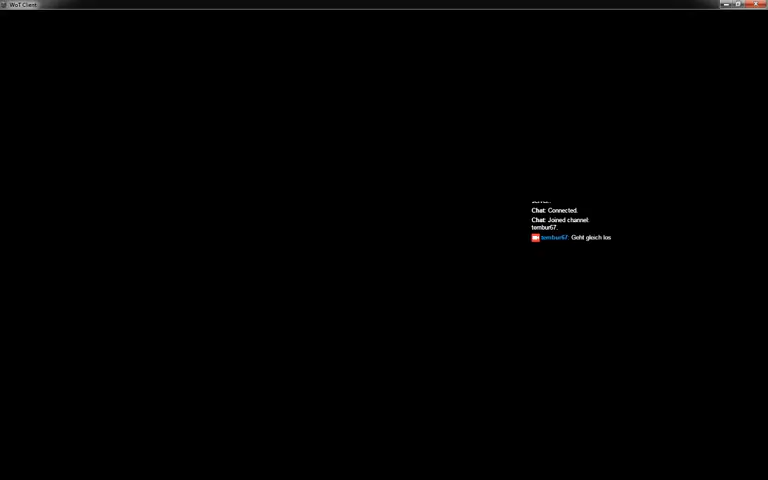 WoT Client
Chat: Connected.
Chat: Joined channel:
tembur67.
tembur67: Geht gleich los